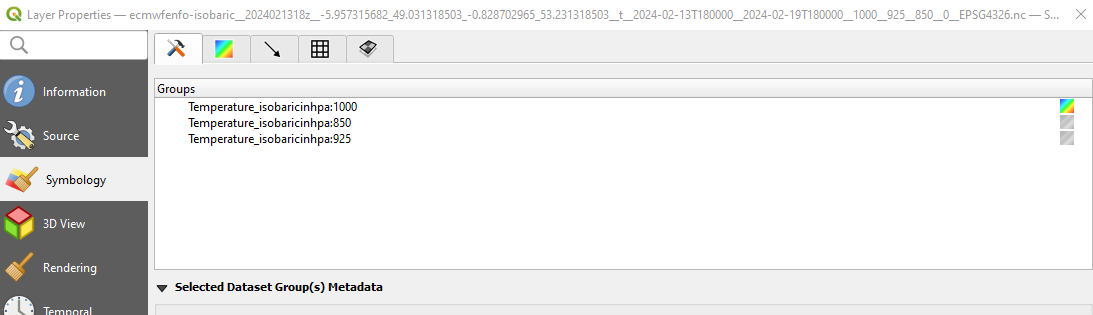 Layer Properties — ecmwfenfo-isobaric__2024021318z__-5.957315682_49.031318503_-0.828702965_53.231318503__t__2024-02-13T180000__2024-02-19T180000__1000__925__850__0__EPSG4326.nc — S...
Information
Source
Symbology
3D View
Rendering
Temporal
Groups
Temperature_isobaricinhpa:1000
Temperature_isobaricinhpa:850
Temperature_isobaricinhpa:925
Selected Dataset Group(s) Metadata